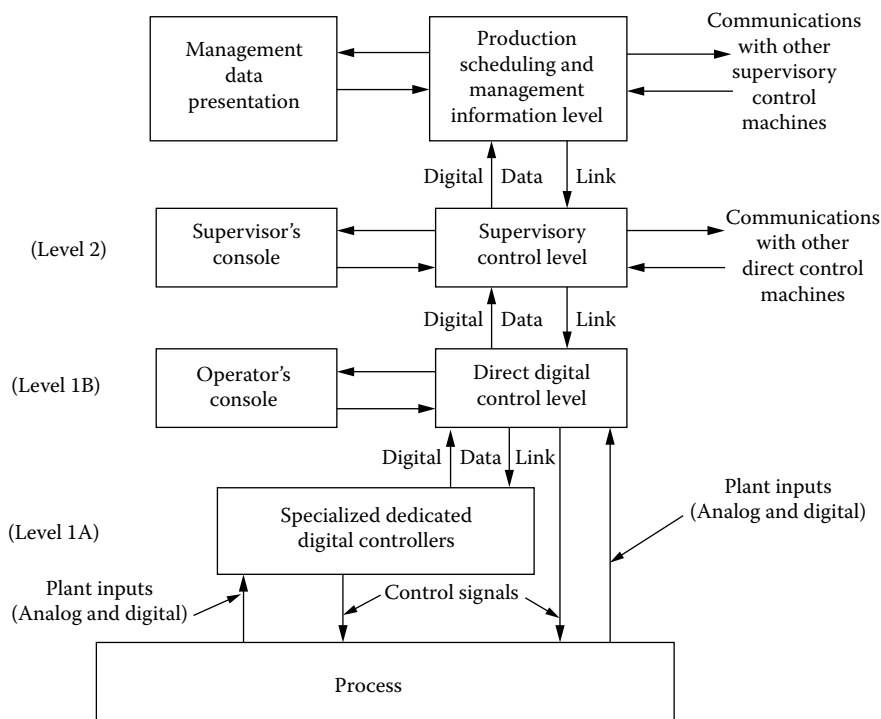 Management
data
presentation
Production
scheduling and
management
information level
Communications
with other
supervisory
control
machines
Digital Data Link
(Level 2)
Supervisor’s
console
Supervisory
control level
Communications
with other
direct control
machines
Digital Data Link
(Level 1B)
Operator’s
console
Direct digital
control level
Digital Data Link
(Level 1A)
Specialized dedicated
digital controllers
Plant inputs
(Analog and digital)
Plant inputs
(Analog and digital)
Control signals
Process